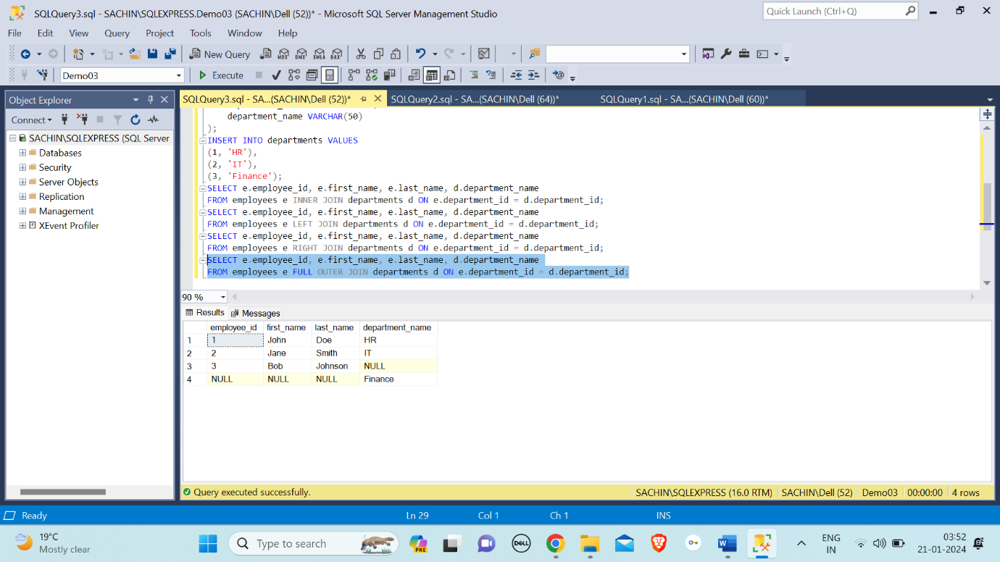 SQLQuery3.sql - SACHIN\SQLEXPRESS.Demo03 (SACHIN\Dell (52))* - Microsoft SQL Server Management Studio
Quick Launch (Ctrl+Q)
File Edit View Query Project Tools Window Help
New Query MDX DMX XMLA DAX
Demo03 Execute
Object Explorer
SQLQuery3.sql - SA...(SACHIN\Dell (52))* SQLQuery2.sql - SA...(SACHIN\Dell (64))* SQLQuery1.sql - SA...(SACHIN\Dell (60))*
Connect
SACHIN\SQLEXPRESS (SQL Server
Databases
Security
Server Objects
Replication
Management
XEvent Profiler
department_name VARCHAR(50)
);
INSERT INTO departments VALUES
(1, 'HR'),
(2, 'IT'),
(3, 'Finance');
SELECT e.employee_id, e.first_name, e.last_name, d.department_name
FROM employees e INNER JOIN departments d ON e.department_id = d.department_id;
SELECT e.employee_id, e.first_name, e.last_name, d.department_name
FROM employees e LEFT JOIN departments d ON e.department_id = d.department_id;
SELECT e.employee_id, e.first_name, e.last_name, d.department_name
FROM employees e RIGHT JOIN departments d ON e.department_id = d.department_id;
SELECT e.employee_id, e.first_name, e.last_name, d.department_name
FROM employees e FULL OUTER JOIN departments d ON e.department_id = d.department_id;
90 %
Results Messages
employee_id first_name last_name department_name
1 1 John Doe HR
2 2 Jane Smith IT
3 3 Bob Johnson NULL
4 NULL NULL NULL Finance
Query executed successfully. SACHIN\SQLEXPRESS (16.0 RTM) SACHIN\Dell (52) Demo03 00:00:00 4 rows
Ready Ln 29 Col 1 Ch 1 INS
19°C
Mostly clear
Type to search
PRE
DELL
ENG
IN
03:52
21-01-2024